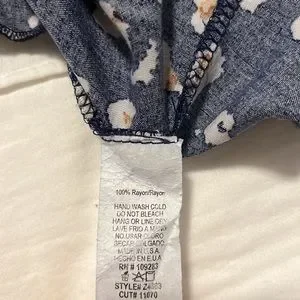 100% Rayon/Rayon
HAND WASH COLD
DO NOT BLEACH
HANG OR LINE DRY
LAVE FRIO A MANO
NO USAR CLORO
SECAR COLGADO
MADE IN U.S.A.
HECHO EN E.U.A
RN # 109283
STYLE#
CUT# 11070